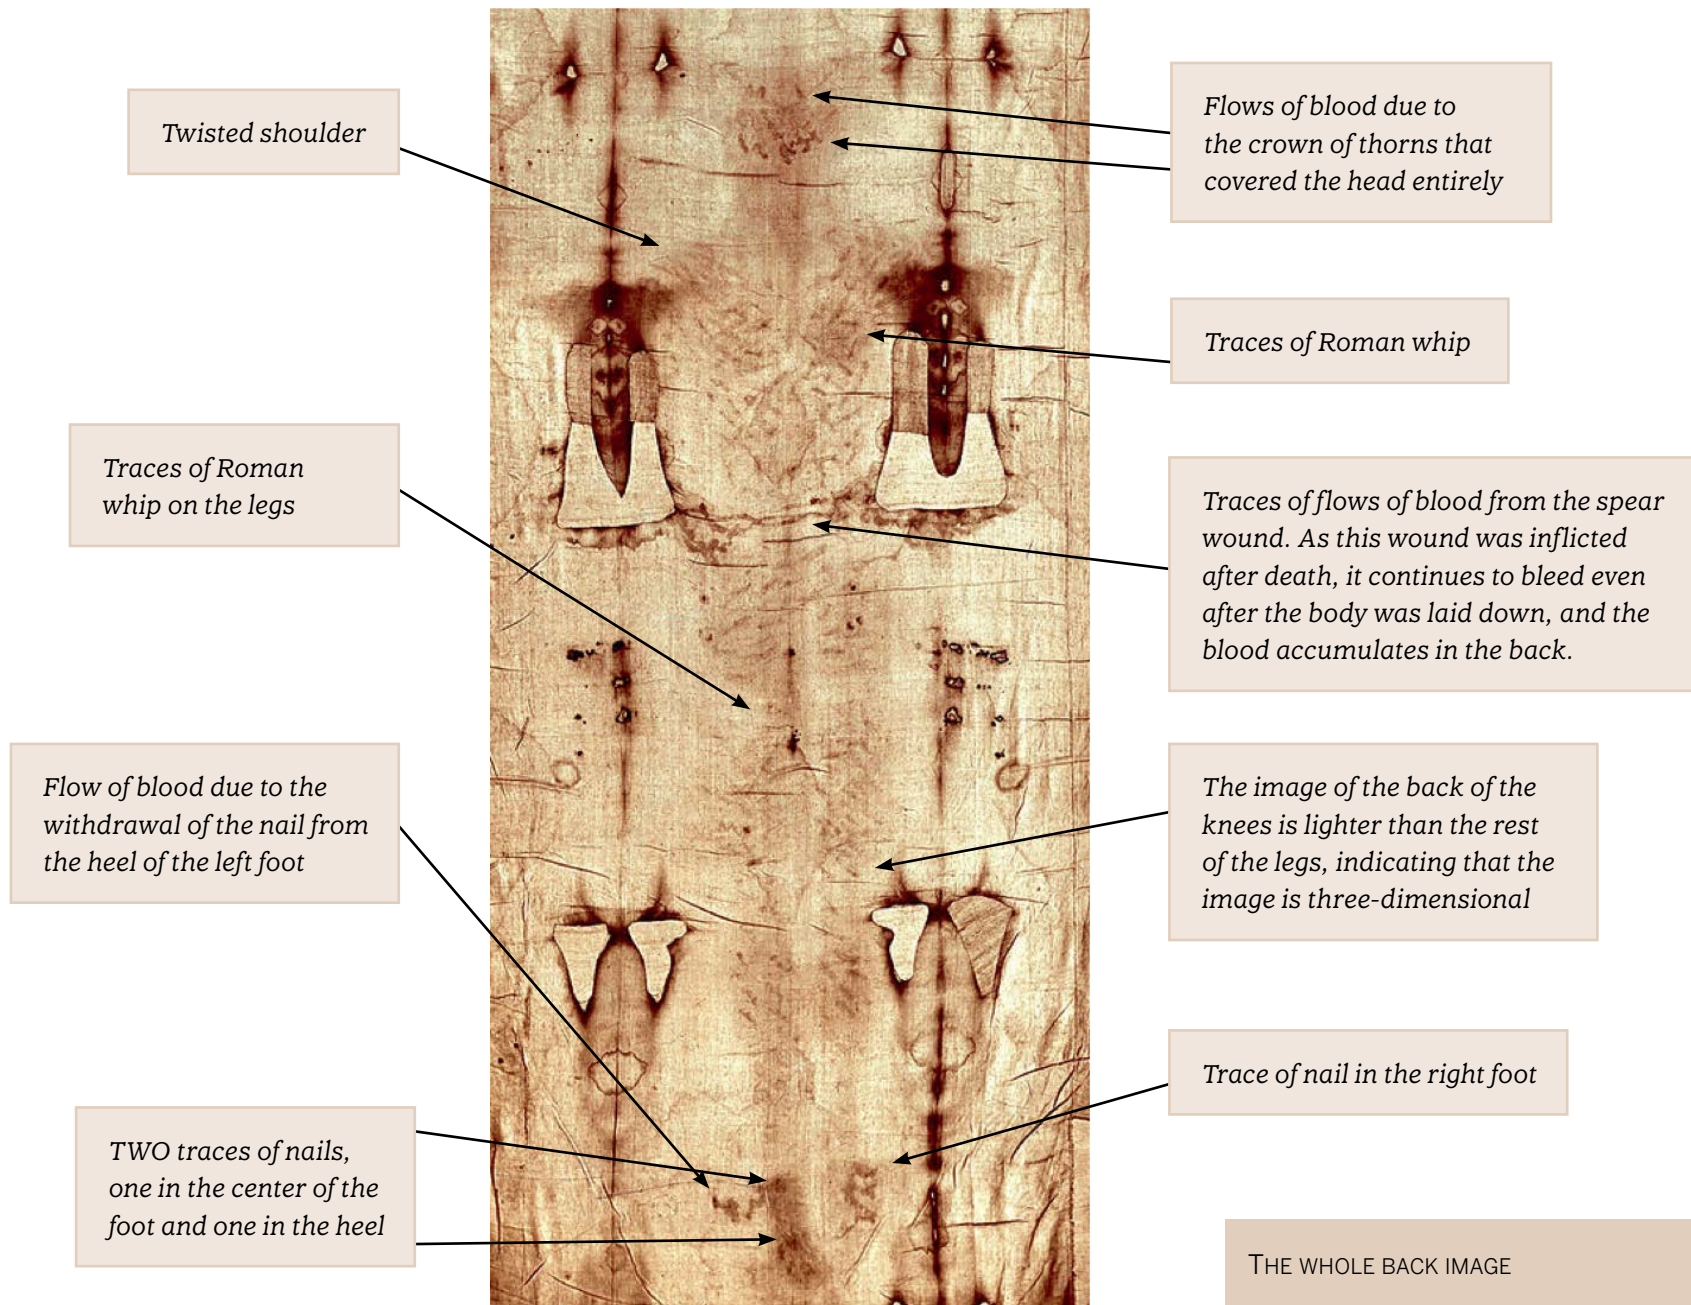 Twisted shoulder
Flows of blood due to
the crown of thorns that
covered the head entirely
Traces of Roman whip
Traces of Roman
whip on the legs
Traces of flows of blood from the spear
wound. As this wound was inflicted
after death, it continues to bleed even
after the body was laid down, and the
blood accumulates in the back.
Flow of blood due to the
withdrawal of the nail from
the heel of the left foot
The image of the back of the
knees is lighter than the rest
of the legs, indicating that the
image is three-dimensional
Trace of nail in the right foot
TWO traces of nails,
one in the center of the
foot and one in the heel
THE WHOLE BACK IMAGE